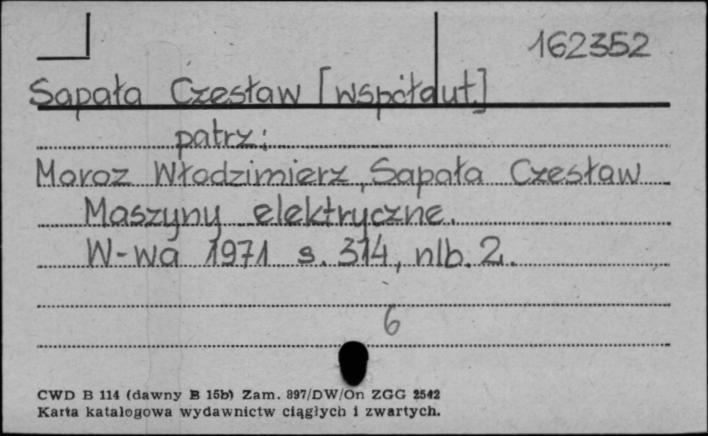 162352
Sapała Czesław [współaut.]
patrz:
Moroz Włodzimierz, Sapała Czesław
Maszyny elektryczne.
W-wa 1971 s. 314, nlb. 2.
6
CWD B 114 (dawny B 15b) Zam. 897/DW/On ZGG 2542
Karta katalogowa wydawnictw ciągłych i zwartych.